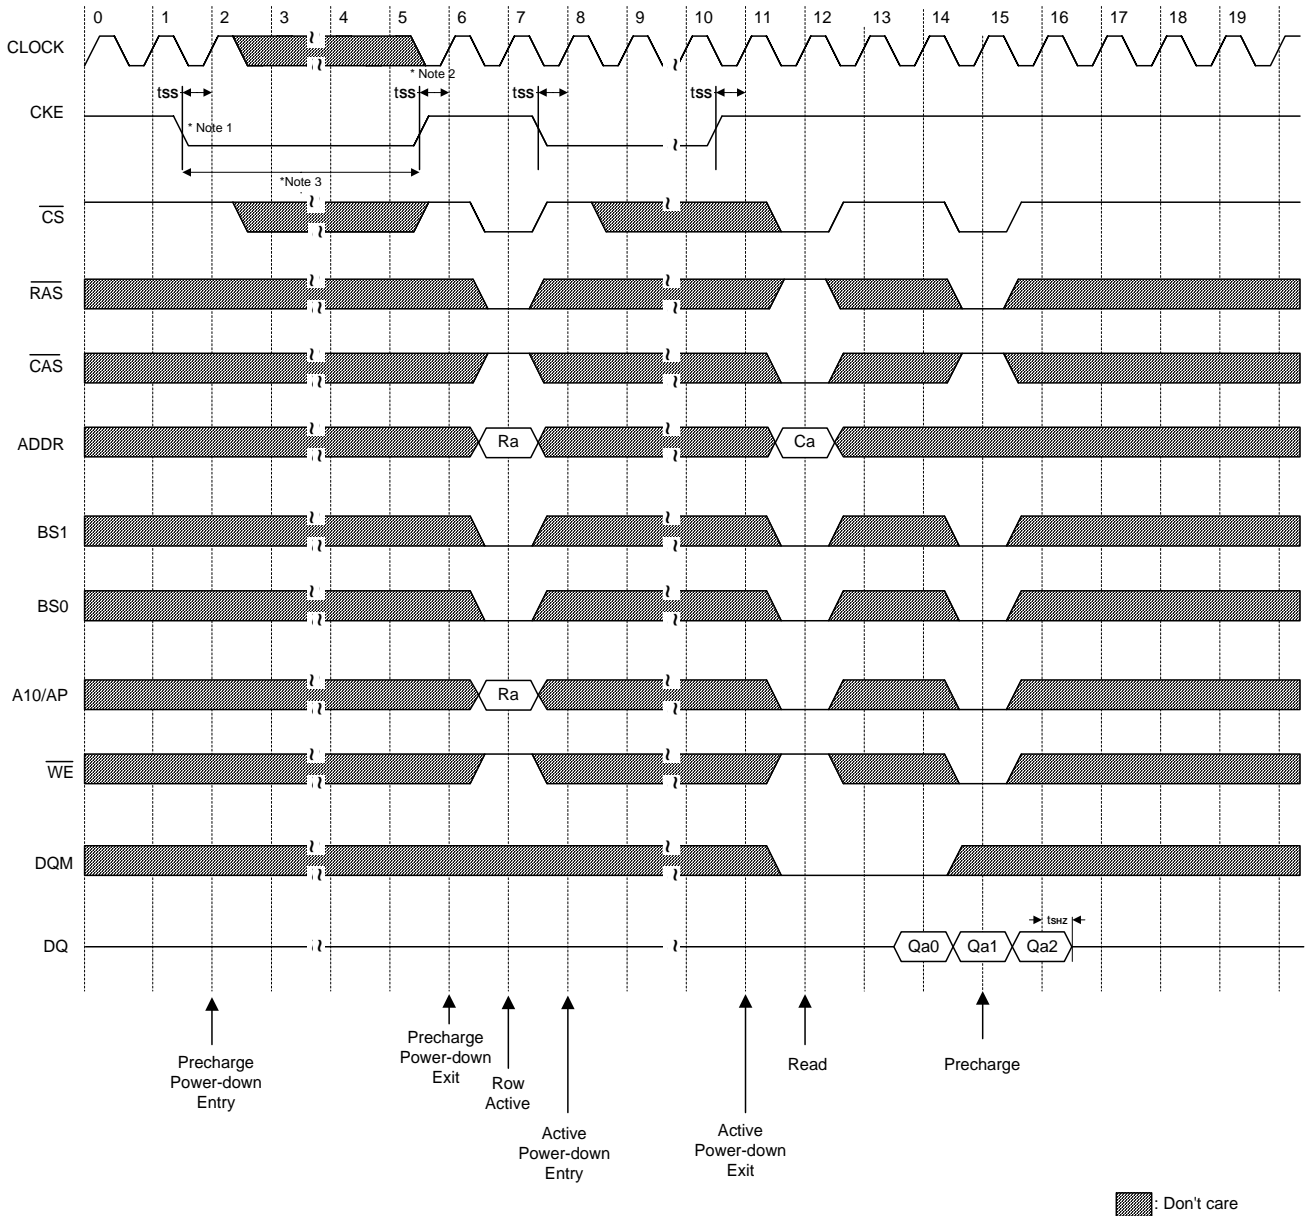 0 1 2 3 4 5 6 7 8 9 10 11 12 13 14 15 16 17 18 19
CLOCK
* Note 2
tss tss tss tss
CKE
* Note 1
*Note 3
CS
RAS
CAS
ADDR Ra Ca
BS1
BS0
A10/AP Ra
WE
DQM
tSHZ
DQ Qa0 Qa1 Qa2
Precharge
Power-down
Entry
Precharge
Power-down
Exit
Row
Active
Active
Power-down
Entry
Active
Power-down
Exit
Read
Precharge
: Don't care